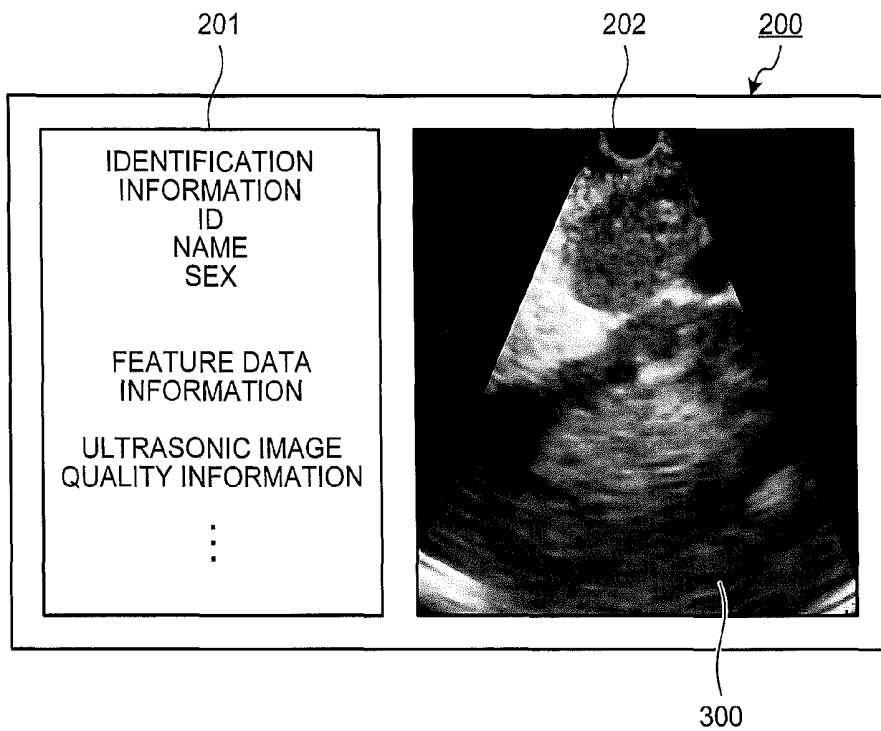 201
202
200
IDENTIFICATION
INFORMATION
ID
NAME
SEX
FEATURE DATA
INFORMATION
ULTRASONIC IMAGE
QUALITY INFORMATION
⋮
300